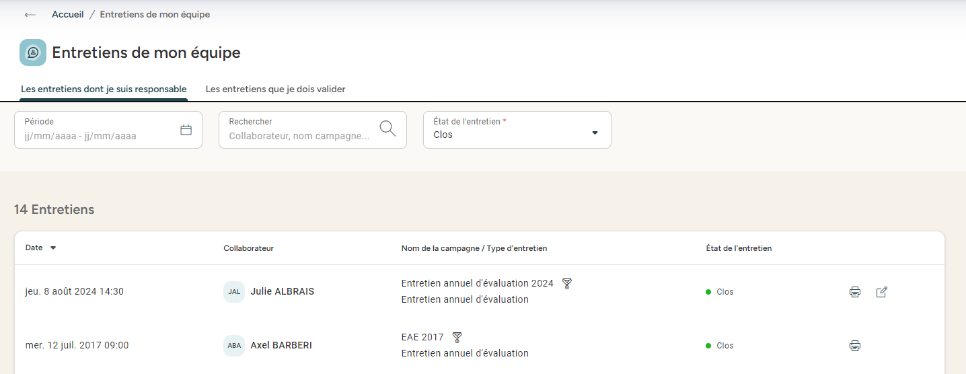 ← Accueil / Entretiens de mon équipe
Entretiens de mon équipe
Les entretiens dont je suis responsable Les entretiens que je dois valider
Période Rechercher État de l'entretien *
jj/mm/aaaa - jj/mm/aaaa Collaborateur, nom campagne... Clos
14 Entretiens
Date Collaborateur Nom de la campagne / Type d'entretien État de l'entretien
jeu. 8 août 2024 14:30 JAL Julie ALBRAIS Entretien annuel d'évaluation 2024 Clos
Entretien annuel d'évaluation
mer. 12 juil. 2017 09:00 ABA Axel BARBERI EAE 2017 Clos
Entretien annuel d'évaluation